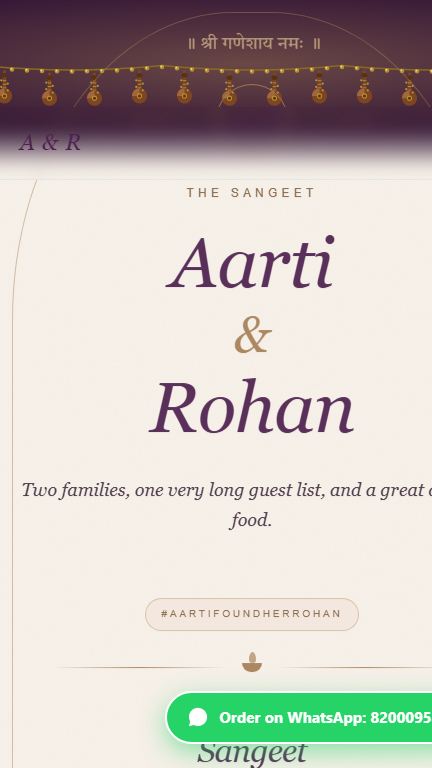 ॥ श्री गणेशाय नमः ॥
A & R
THE SANGEET
Aarti
&
Rohan
Two families, one very long guest list, and a great
food.
#AARTIFOUNDHERROHAN
Order on WhatsApp: 8200095
Sangeet